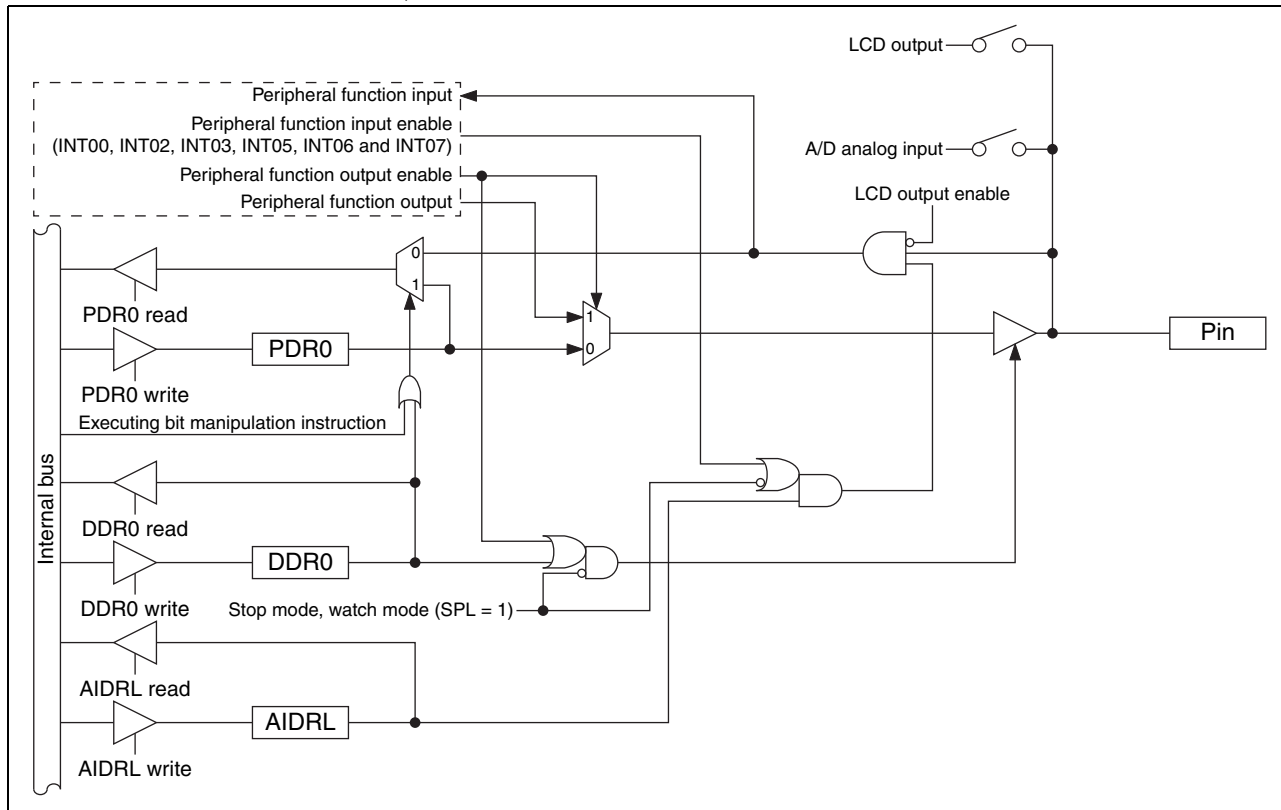 LCD output
Peripheral function input
Peripheral function input enable
(INT00, INT02, INT03, INT05, INT06 and INT07)
A/D analog input
Peripheral function output enable
Peripheral function output
LCD output enable
0
1
PDR0 read
1
0
PDR0
Pin
PDR0 write
Executing bit manipulation instruction
Internal bus
DDR0 read
DDR0
DDR0 write
Stop mode, watch mode (SPL = 1)
AIDRL read
AIDRL
AIDRL write